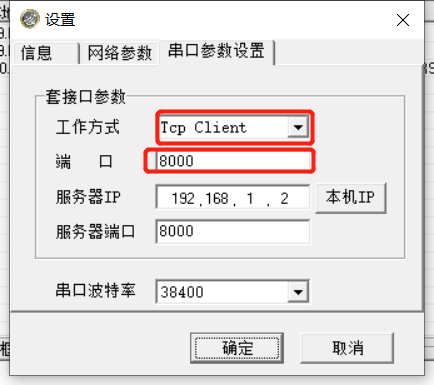 设置
信息 网络参数 串口参数设置
套接口参数
工作方式 Tcp Client
端 口 8000
服务器IP 192.168. 1 . 2 本机IP
服务器端口 8000
串口波特率 38400
确定 取消